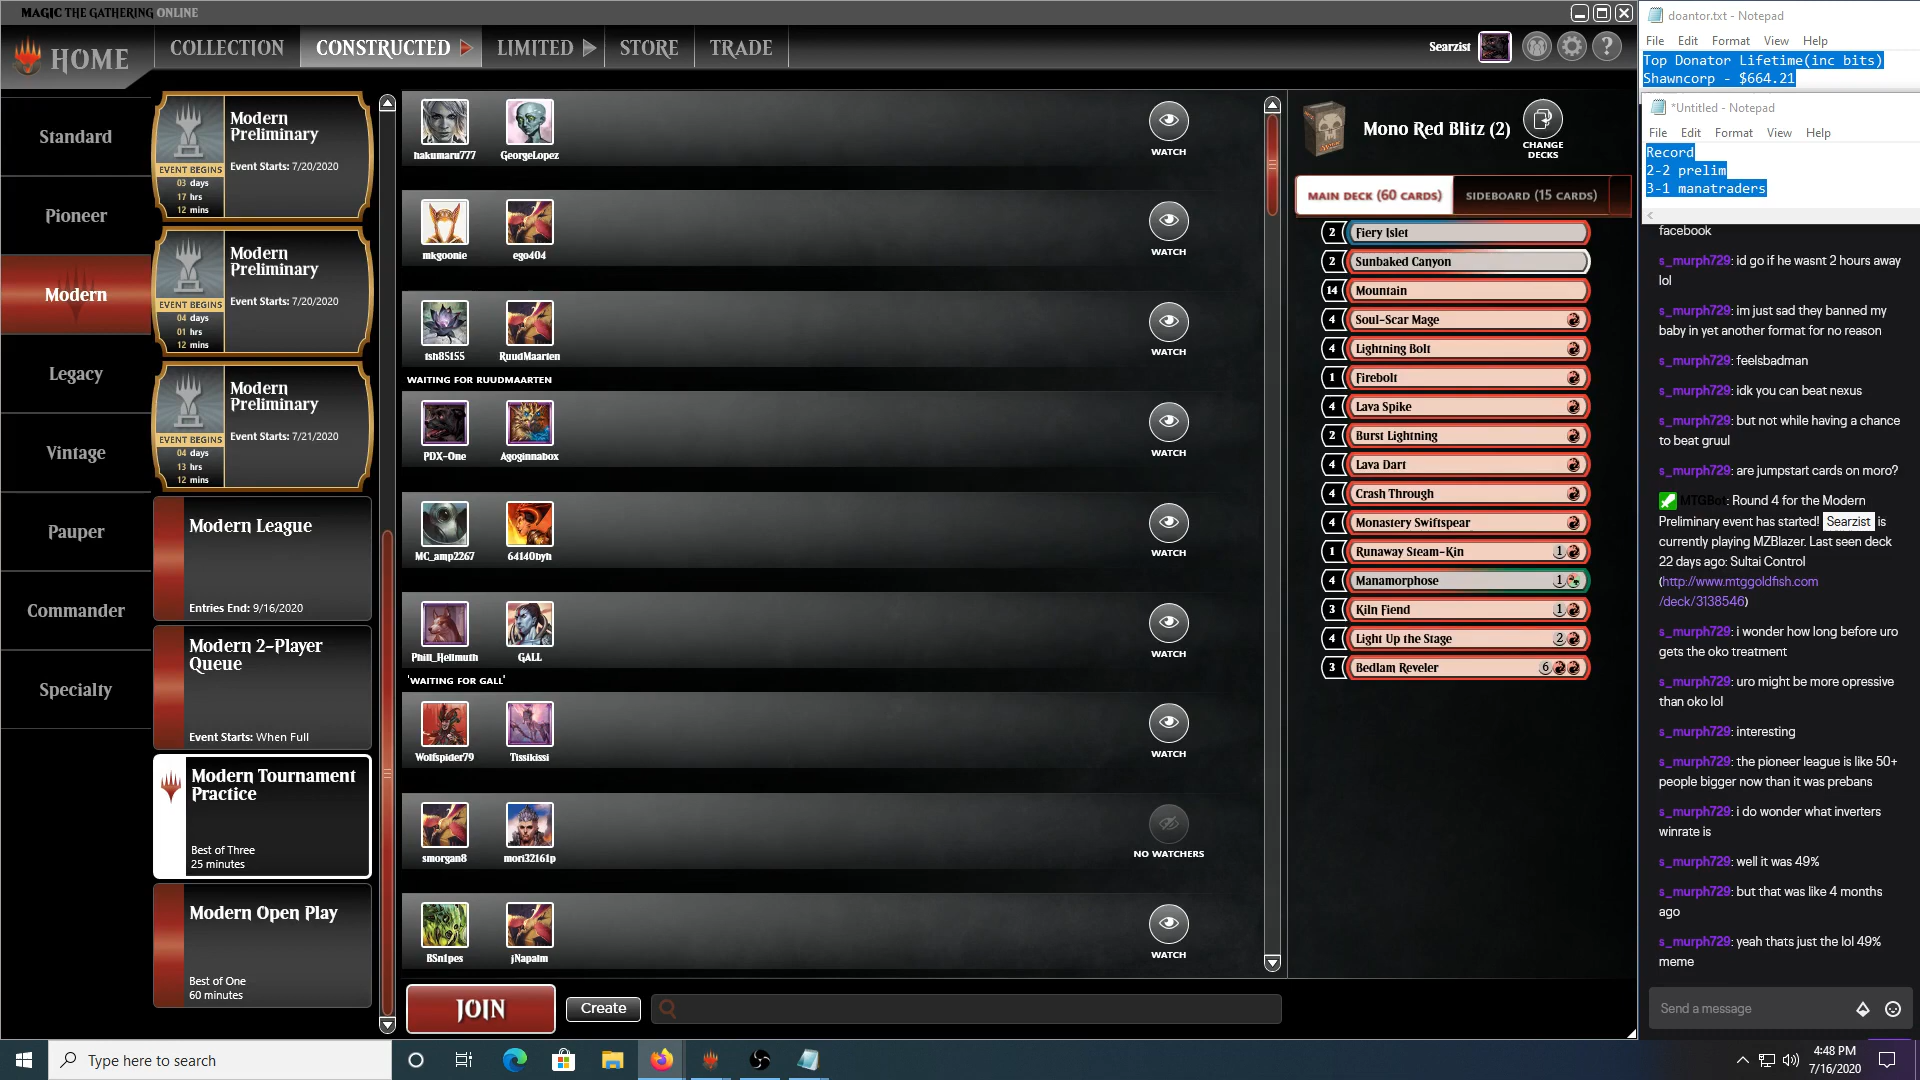 MAGIC THE GATHERING ONLINE
HOME
COLLECTION
CONSTRUCTED
LIMITED
STORE
TRADE
Searzist
?
Standard
Pioneer
Modern
Legacy
Vintage
Pauper
Commander
Specialty
Modern
Preliminary
Event Starts: 7/20/2020
EVENT BEGINS
03 days
17 hrs
12 mins
Modern
Preliminary
Event Starts: 7/20/2020
EVENT BEGINS
04 days
01 hrs
12 mins
Modern
Preliminary
Event Starts: 7/21/2020
EVENT BEGINS
04 days
13 hrs
12 mins
Modern League
Entries End: 9/16/2020
Modern 2-Player
Queue
Event Starts: When Full
Modern Tournament
Practice
Best of Three
25 minutes
Modern Open Play
Best of One
60 minutes
hakumaru777
GeorgeLopez
WATCH
mkgoonie
ego404
WATCH
tsh85155
RuudMaarten
WATCH
WAITING FOR RUUDMAARTEN
PDX-One
Agoginnabox
WATCH
MC_amp2267
64140byh
WATCH
Phill_Hellmuth
GALL
WATCH
'WAITING FOR GALL'
Wolfspider79
Tissikissi
WATCH
smorgan8
mori32161p
NO WATCHERS
BSn1pes
jNapalm
WATCH
JOIN
Create
Mono Red Blitz (2)
CHANGE
DECKS
MAIN DECK (60 CARDS)
SIDEBOARD (15 CARDS)
2 Fiery Islet
2 Sunbaked Canyon
14 Mountain
4 Soul-Scar Mage
4 Lightning Bolt
1 Firebolt
4 Lava Spike
2 Burst Lightning
4 Lava Dart
4 Crash Through
4 Monastery Swiftspear
1 Runaway Steam-Kin 1
4 Manamorphose 1
3 Kiln Fiend 1
4 Light Up the Stage 2
3 Bedlam Reveler 6
doantor.txt - Notepad
File Edit Format View Help
Top Donator Lifetime(inc bits)
Shawncorp - $664.21
*Untitled - Notepad
File Edit Format View Help
Record
2-2 prelim
3-1 manatraders
facebook
s_murph729: id go if he wasnt 2 hours away
lol
s_murph729: im just sad they banned my
baby in yet another format for no reason
s_murph729: feelsbadman
s_murph729: idk you can beat nexus
s_murph729: but not while having a chance
to beat gruul
s_murph729: are jumpstart cards on moro?
MTGBot: Round 4 for the Modern
Preliminary event has started! Searzist is
currently playing MZBlazer. Last seen deck
22 days ago: Sultai Control
(http://www.mtggoldfish.com
/deck/3138546)
s_murph729: i wonder how long before uro
gets the oko treatment
s_murph729: uro might be more opressive
than oko lol
s_murph729: interesting
s_murph729: the pioneer league is like 50+
people bigger now than it was prebans
s_murph729: i do wonder what inverters
winrate is
s_murph729: well it was 49%
s_murph729: but that was like 4 months
ago
s_murph729: yeah thats just the lol 49%
meme
Send a message
Type here to search
4:48 PM
7/16/2020